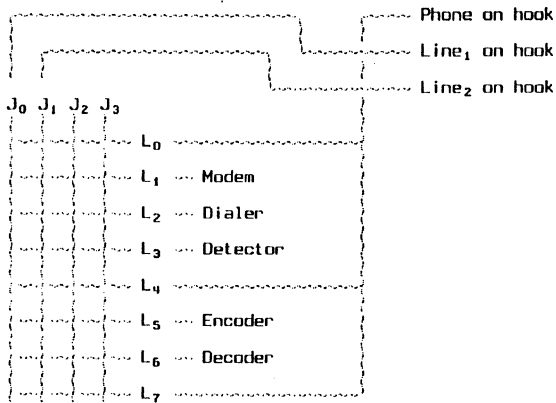 Phone on hook
Line₁ on hook
Line₂ on hook
J₀ J₁ J₂ J₃
L₀
L₁ Modem
L₂ Dialer
L₃ Detector
L₄
L₅ Encoder
L₆ Decoder
L₇